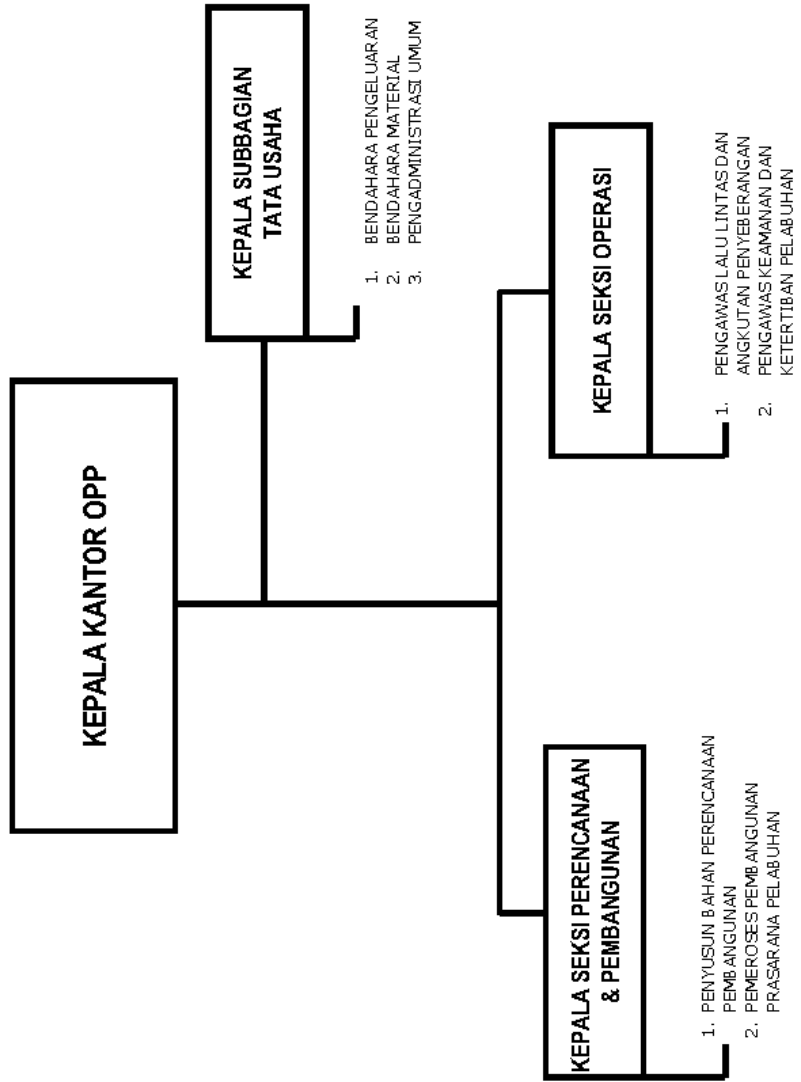 KEPALA KANTOR OPP
KEPALA SUBBAGIAN
TATA USAHA
1. BENDAHARA PENGELUARAN
2. BENDAHARA MATERIAL
3. PENGADMINISTRASI UMUM
KEPALA SEKSI PERENCANAAN
& PEMBANGUNAN
1. PENYUSUN BAHAN PERENCANAAN
PEMBANGUNAN
2. PEMEROSES PEMBANGUNAN
PRASARANA PELABUHAN
KEPALA SEKSI OPERASI
1. PENGAWAS LALU LINTAS DAN
ANGKUTAN PENYEBERANGAN
2. PENGAWAS KEAMANAN DAN
KETERTIBAN PELABUHAN